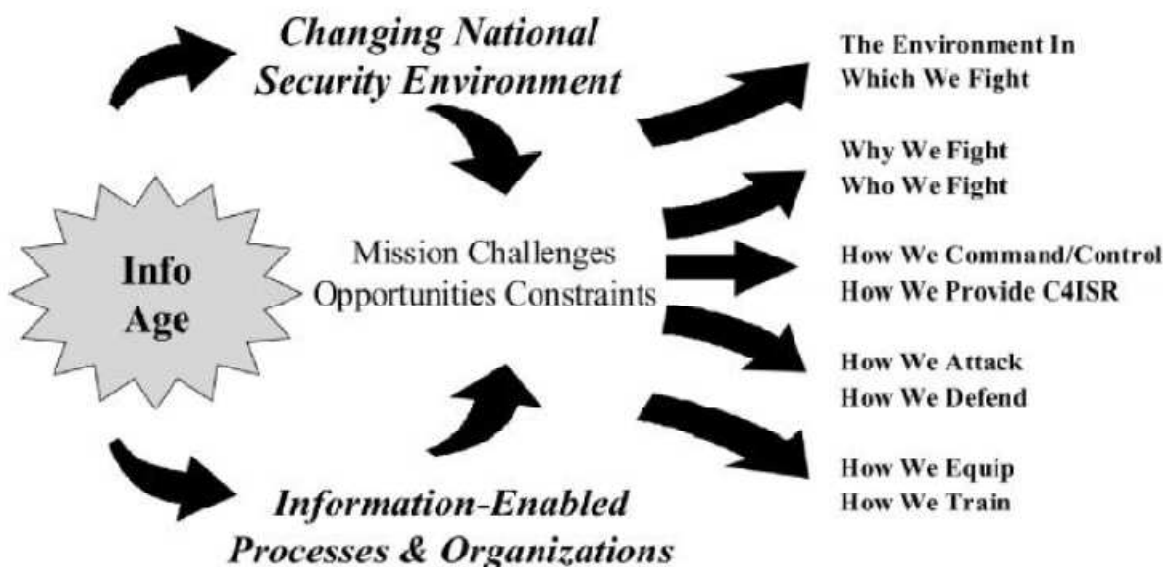 Changing National
Security Environment
Info
Age
Mission Challenges
Opportunities Constraints
Information-Enabled
Processes & Organizations
The Environment In
Which We Fight
Why We Fight
Who We Fight
How We Command/Control
How We Provide C4ISR
How We Attack
How We Defend
How We Equip
How We Train